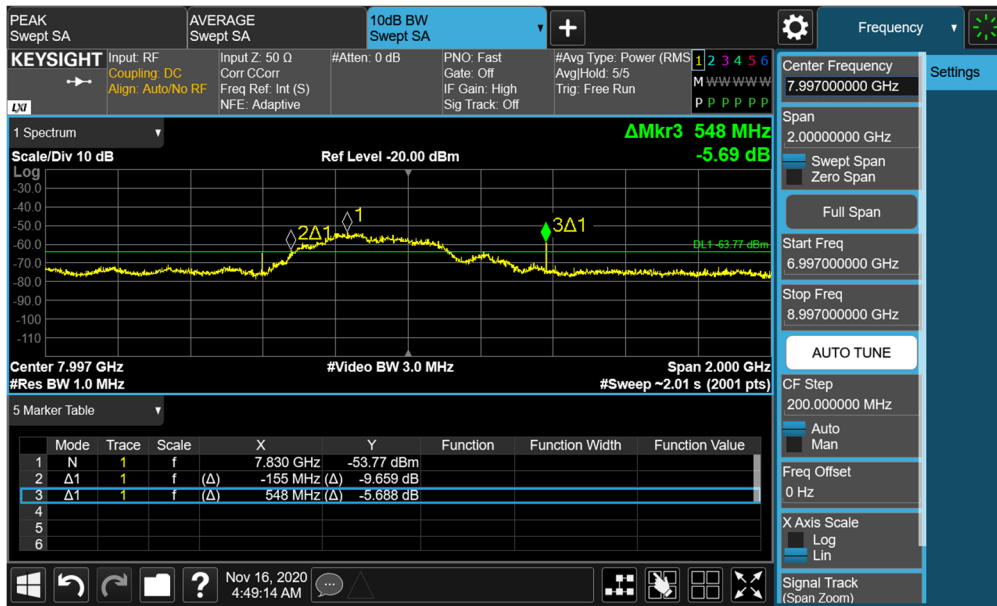 PEAK
Swept SA
AVERAGE
Swept SA
10dB BW
Swept SA
Frequency
KEYSIGHT
LXI
Input: RF
Coupling: DC
Align: Auto/No RF
Input Z: 50 Ω
Corr CCorr
Freq Ref: Int (S)
NFE: Adaptive
#Atten: 0 dB
PNO: Fast
Gate: Off
IF Gain: High
Sig Track: Off
#Avg Type: Power (RMS
Avg|Hold: 5/5
Trig: Free Run
1 2 3 4 5 6
M W W W W W
P P P P P P
1 Spectrum
ΔMkr3 548 MHz
-5.69 dB
Scale/Div 10 dB
Ref Level -20.00 dBm
Log
-30.0
-40.0
-50.0
-60.0
-70.0
-80.0
-90.0
-100
-110
1
2Δ1
3Δ1
DL1 -63.77 dBm
Center 7.997 GHz
#Video BW 3.0 MHz
Span 2.000 GHz
#Res BW 1.0 MHz
#Sweep ~2.01 s (2001 pts)
5 Marker Table
Mode Trace Scale X Y Function Function Width Function Value
1 N 1 f 7.830 GHz -53.77 dBm
2 Δ1 1 f (Δ) -155 MHz (Δ) -9.659 dB
3 Δ1 1 f (Δ) 548 MHz (Δ) -5.688 dB
4
5
6
Nov 16, 2020
4:49:14 AM
Center Frequency
7.997000000 GHz
Settings
Span
2.00000000 GHz
Swept Span
Zero Span
Full Span
Start Freq
6.997000000 GHz
Stop Freq
8.997000000 GHz
AUTO TUNE
CF Step
200.000000 MHz
Auto
Man
Freq Offset
0 Hz
X Axis Scale
Log
Lin
Signal Track
(Span Zoom)